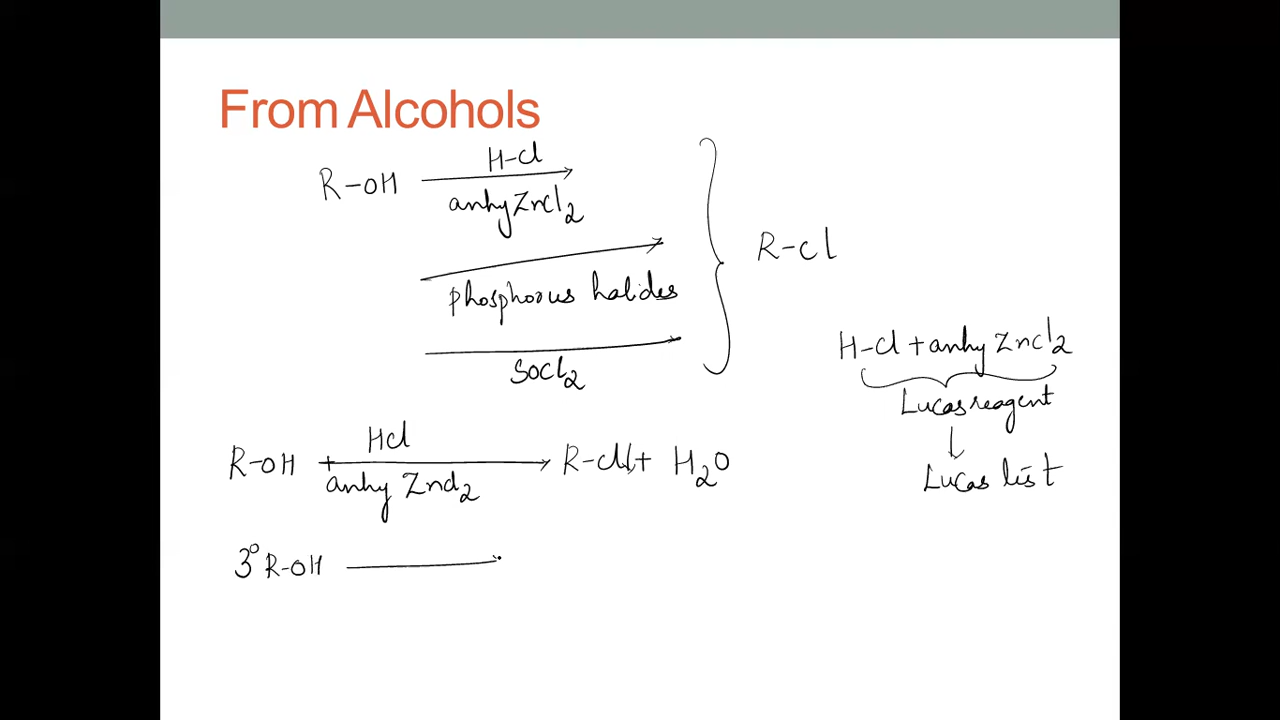 From Alcohols
R-OH H-Cl
anhy ZnCl2
phosphorous halides
SOCl2
R-Cl
H-Cl + anhy ZnCl2
Lucas reagent
Lucas list
R-OH + HCl
anhy ZnCl2
R-Cl + H2O
3° R-OH